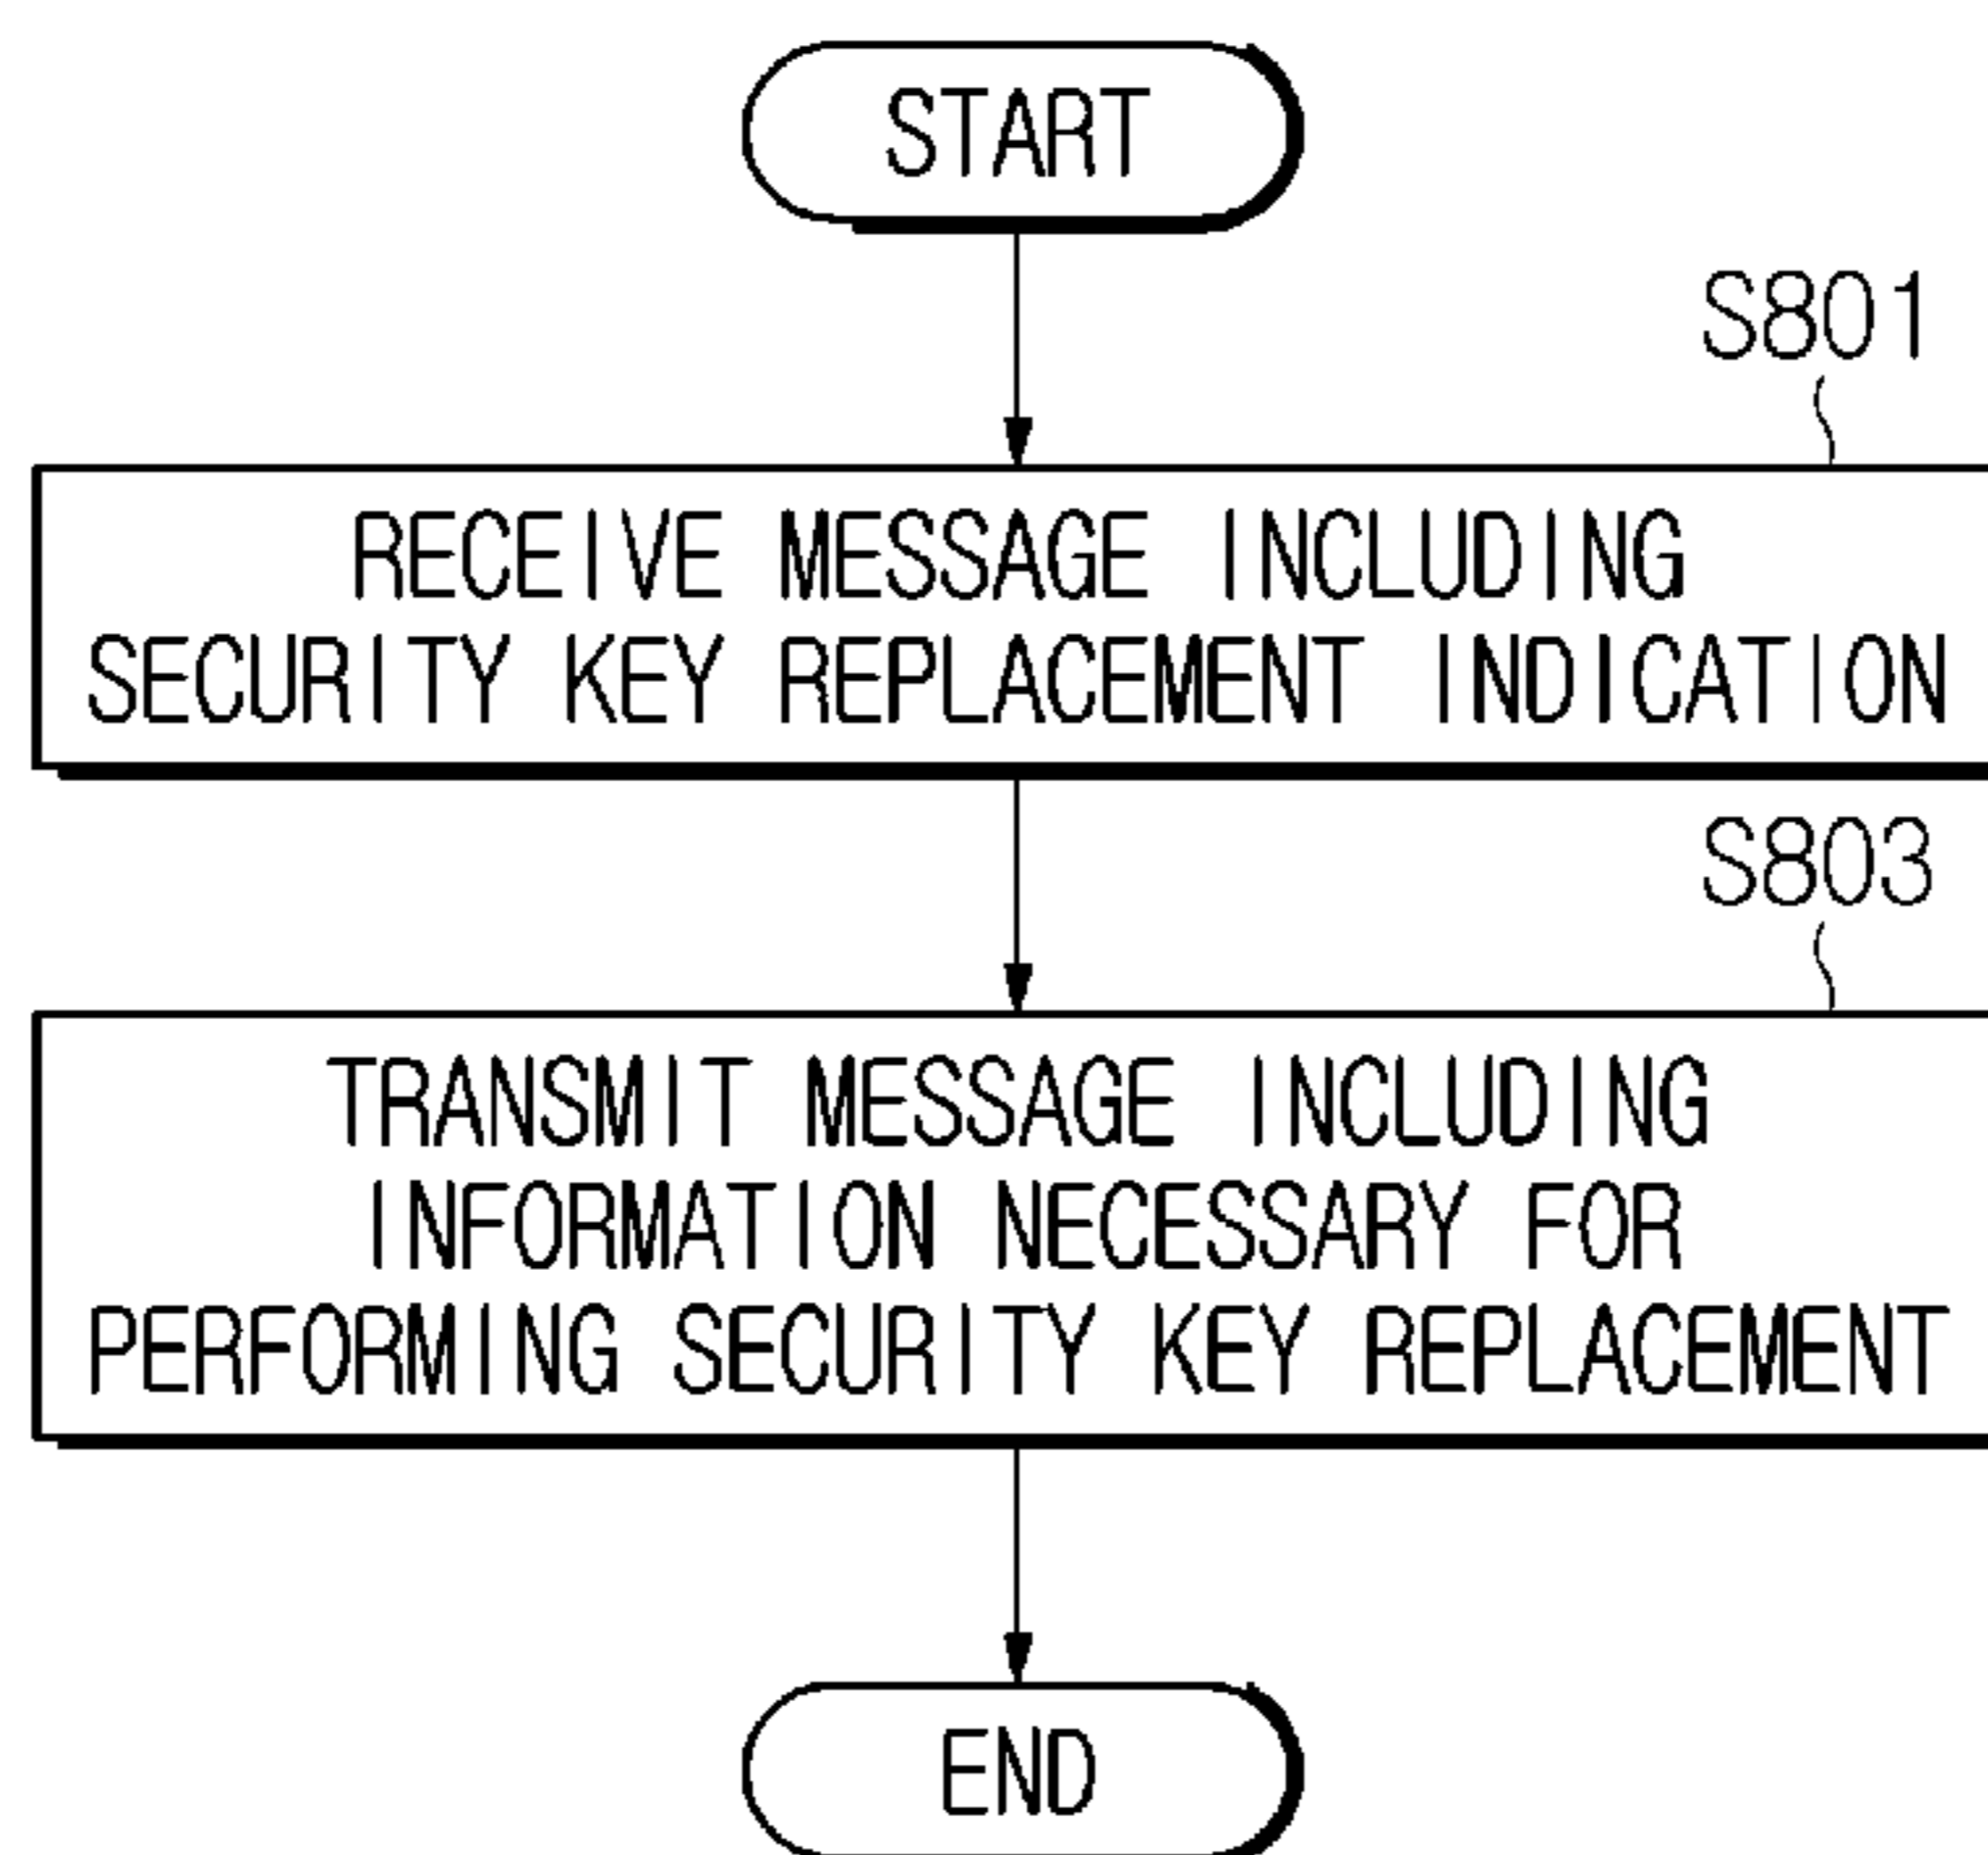 START
S801
RECEIVE MESSAGE INCLUDING
SECURITY KEY REPLACEMENT INDICATION
S803
TRANSMIT MESSAGE INCLUDING
INFORMATION NECESSARY FOR
PERFORMING SECURITY KEY REPLACEMENT
END